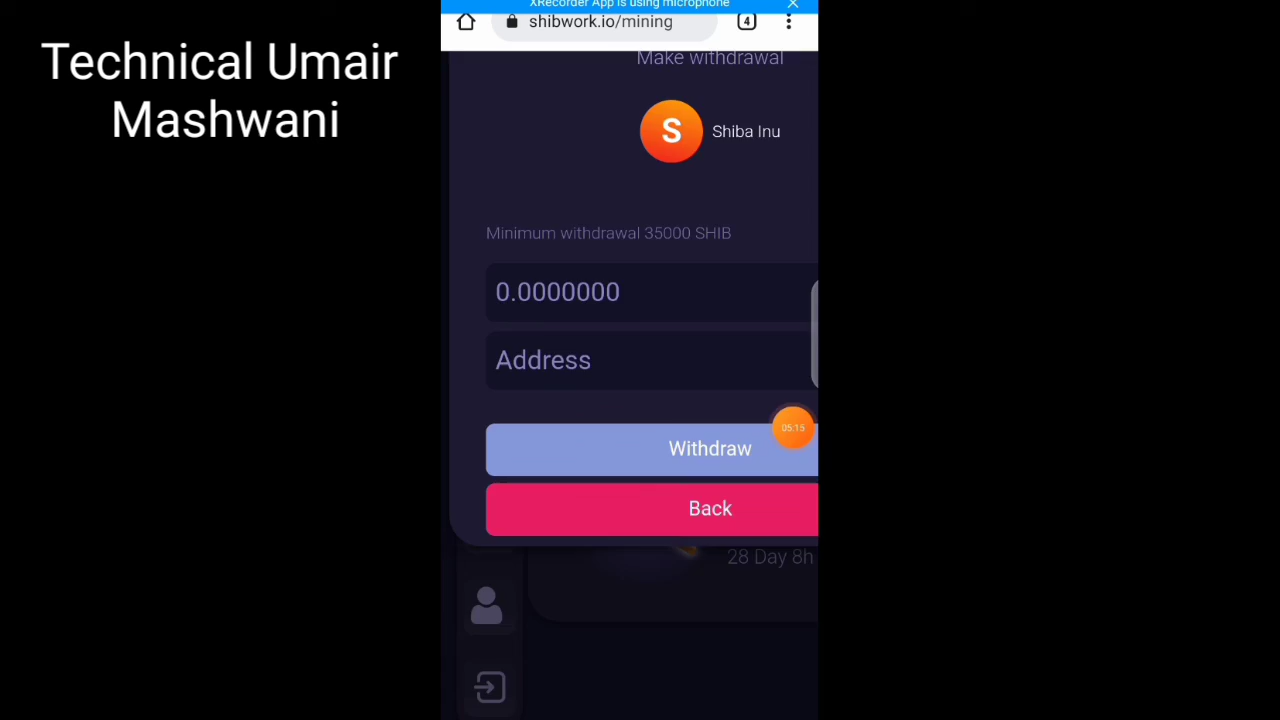 XRecorder App is using microphone
Technical Umair
Mashwani
shibwork.io/mining
4
Make withdrawal
S
Shiba Inu
Minimum withdrawal 35000 SHIB
0.0000000
Address
05:15
Withdraw
Back
28 Day 8h